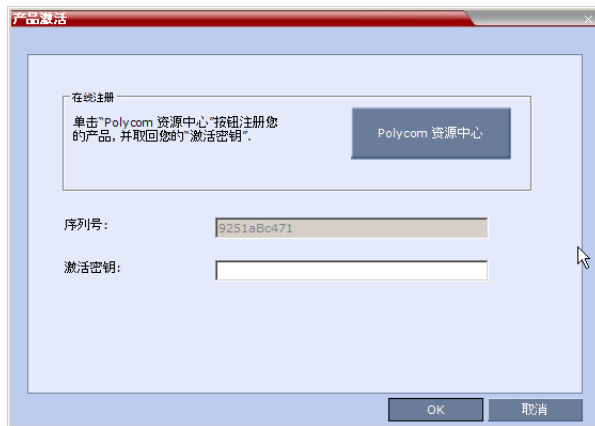 产品激活
在线注册
单击"Polycom 资源中心"按钮注册您
的产品,并取回您的"激活密钥".
Polycom 资源中心
序列号:
9251aBc471
激活密钥:
OK
取消